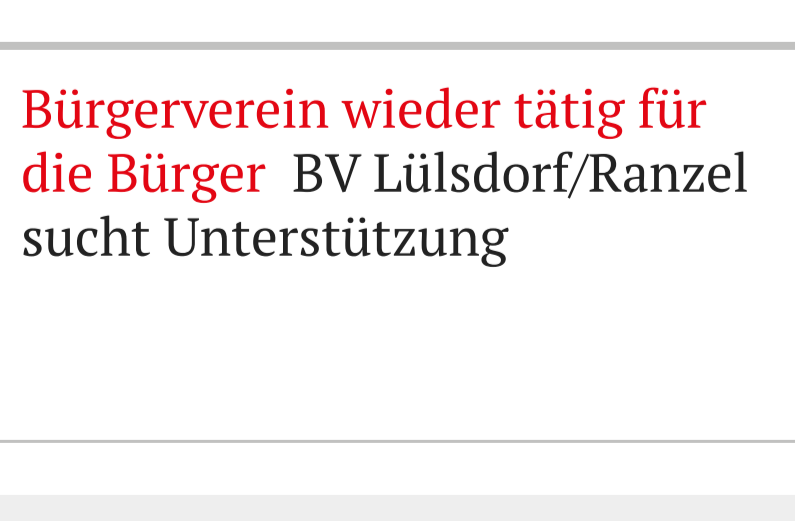 Bürgerverein wieder tätig für
die Bürger BV Lülsdorf/Ranzel
sucht Unterstützung